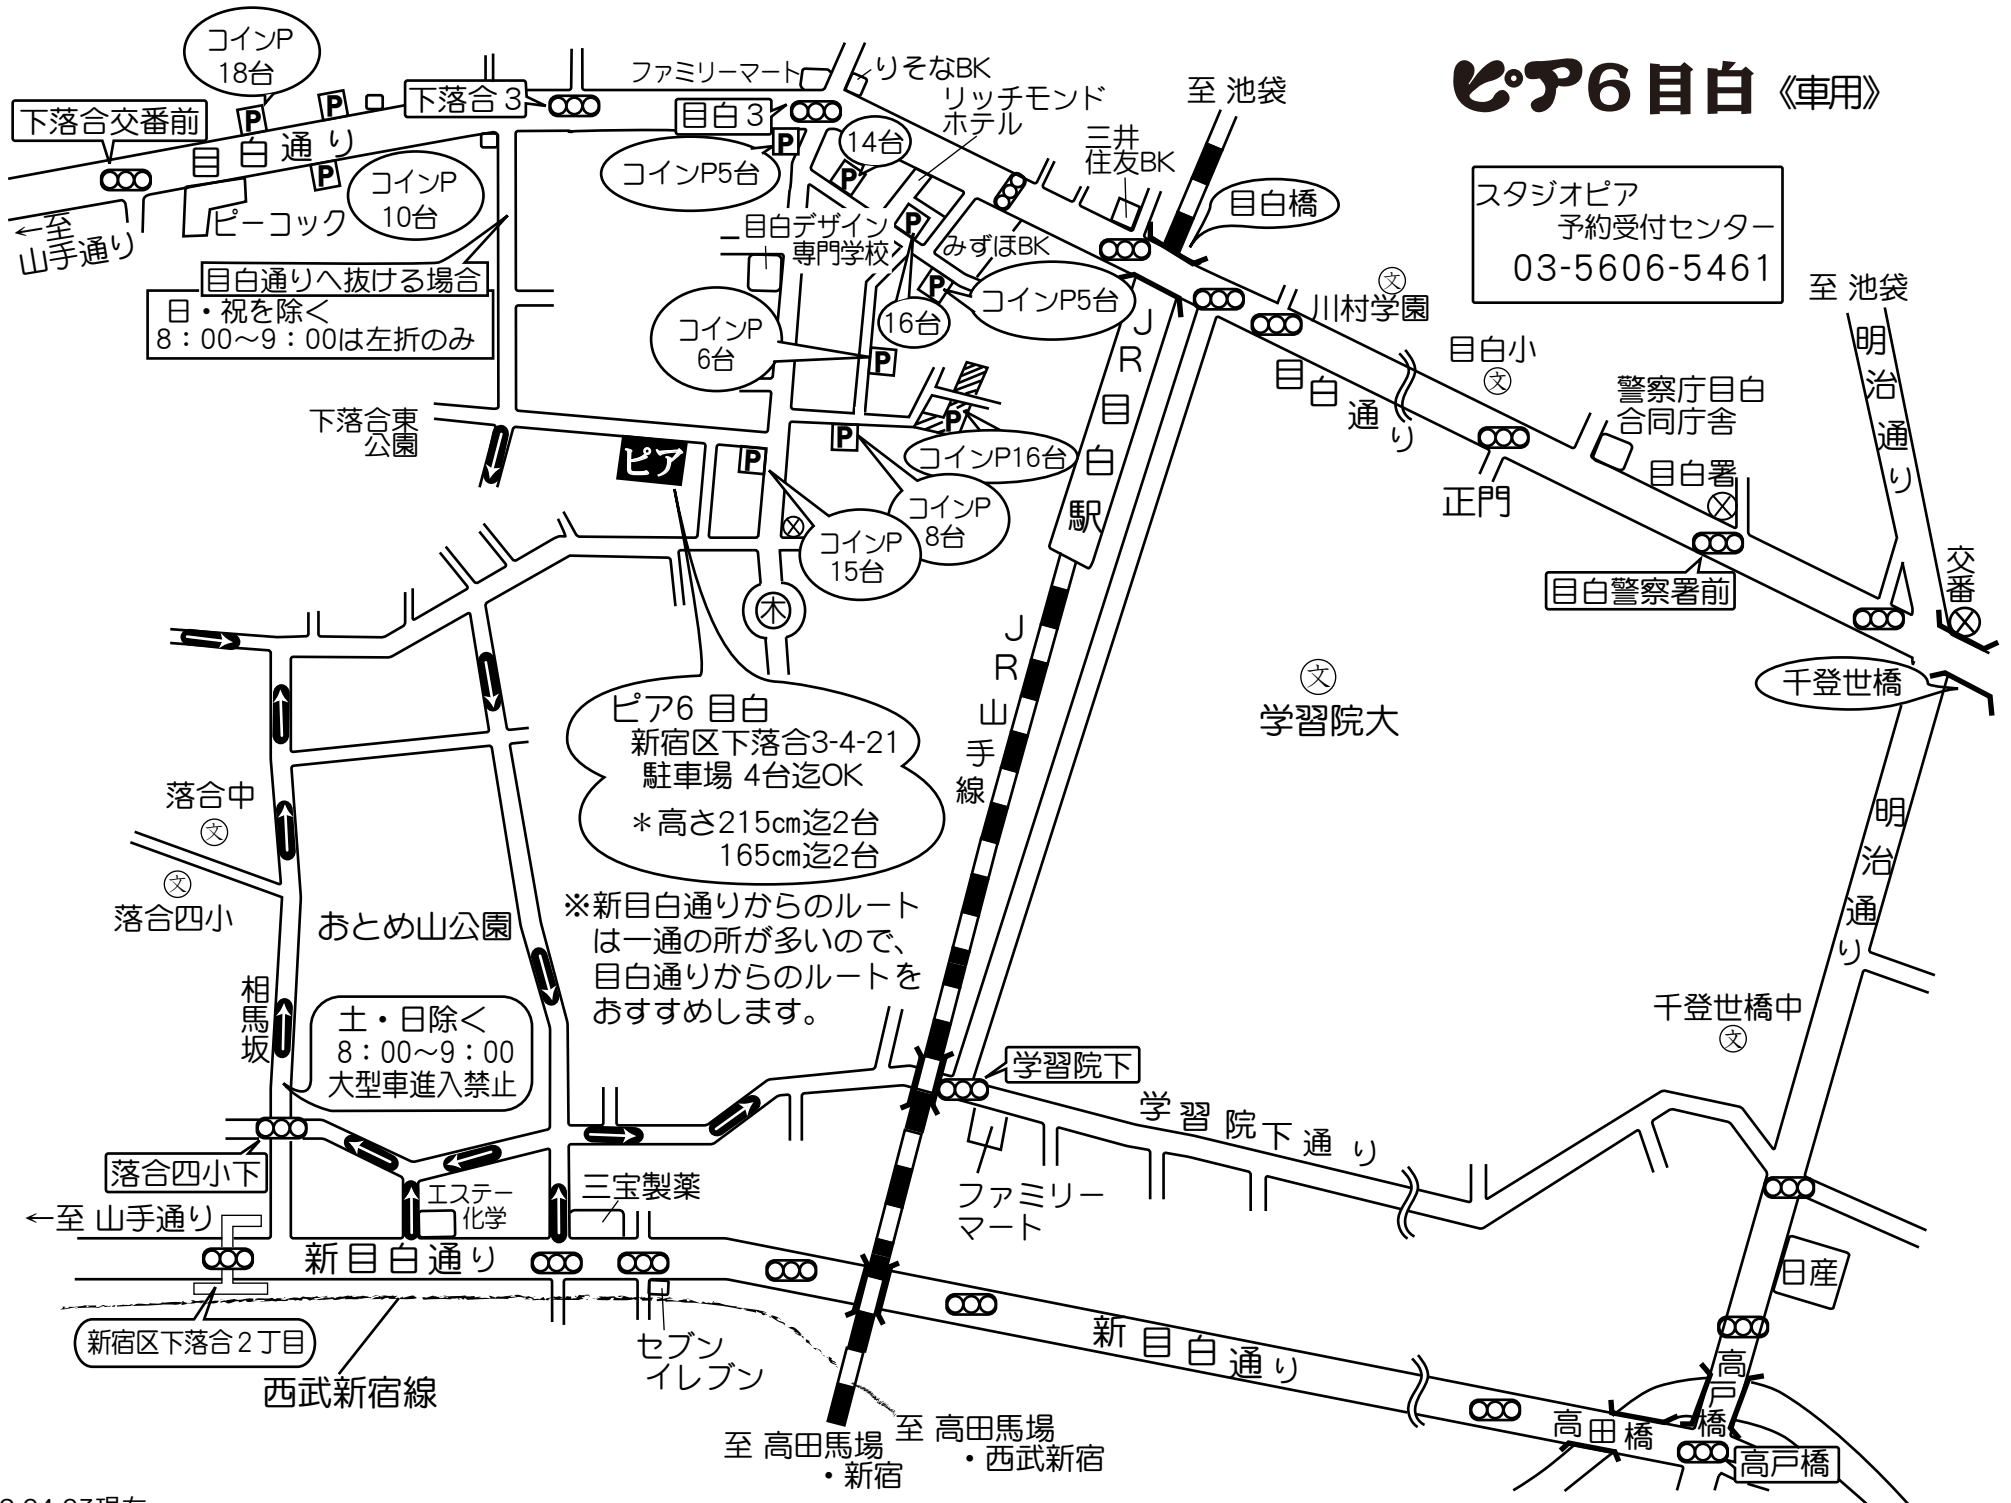 ピア6目白《車用》
スタジオピア
予約受付センター
03-5606-5461
コインP
18台
下落合交番前
目白通り
P
P
P
下落合3
ファミリーマート
りそなBK
リッチモンド
ホテル
至 池袋
目白3
14台
コインP5台
P
P
コインP
10台
ピーコック
←至
山手通り
三井
住友BK
目白橋
目白デザイン
専門学校
P
みずほBK
目白通りへ抜ける場合
日・祝を除く
8:00〜9:00は左折のみ
P
コインP5台
16台
コインP
6台
P
文
川村学園
至 池袋
明治通り
目白小
文
目白通り
警察庁目白
合同庁舎
JR目白駅
下落合東
公園
ピア
P
P
P
コインP16台
コインP
8台
コインP
15台
正門
目白署
目白警察署前
交番
木
JR山手線
文
学習院大
千登世橋
ピア6 目白
新宿区下落合3-4-21
駐車場 4台迄OK
*高さ215cm迄2台
165cm迄2台
※新目白通りからのルート
は一通の所が多いので、
目白通りからのルートを
おすすめします。
落合中
文
文
落合四小
おとめ山公園
相馬坂
土・日除く
8:00〜9:00
大型車進入禁止
明治通り
千登世橋中
文
学習院下
学習院下通り
落合四小下
エステー
化学
三宝製薬
ファミリー
マート
←至 山手通り
新目白通り
日産
新宿区下落合2丁目
西武新宿線
セブン
イレブン
新目白通り
至 高田馬場
・新宿
至 高田馬場
・西武新宿
高田橋
高戸橋
高戸橋